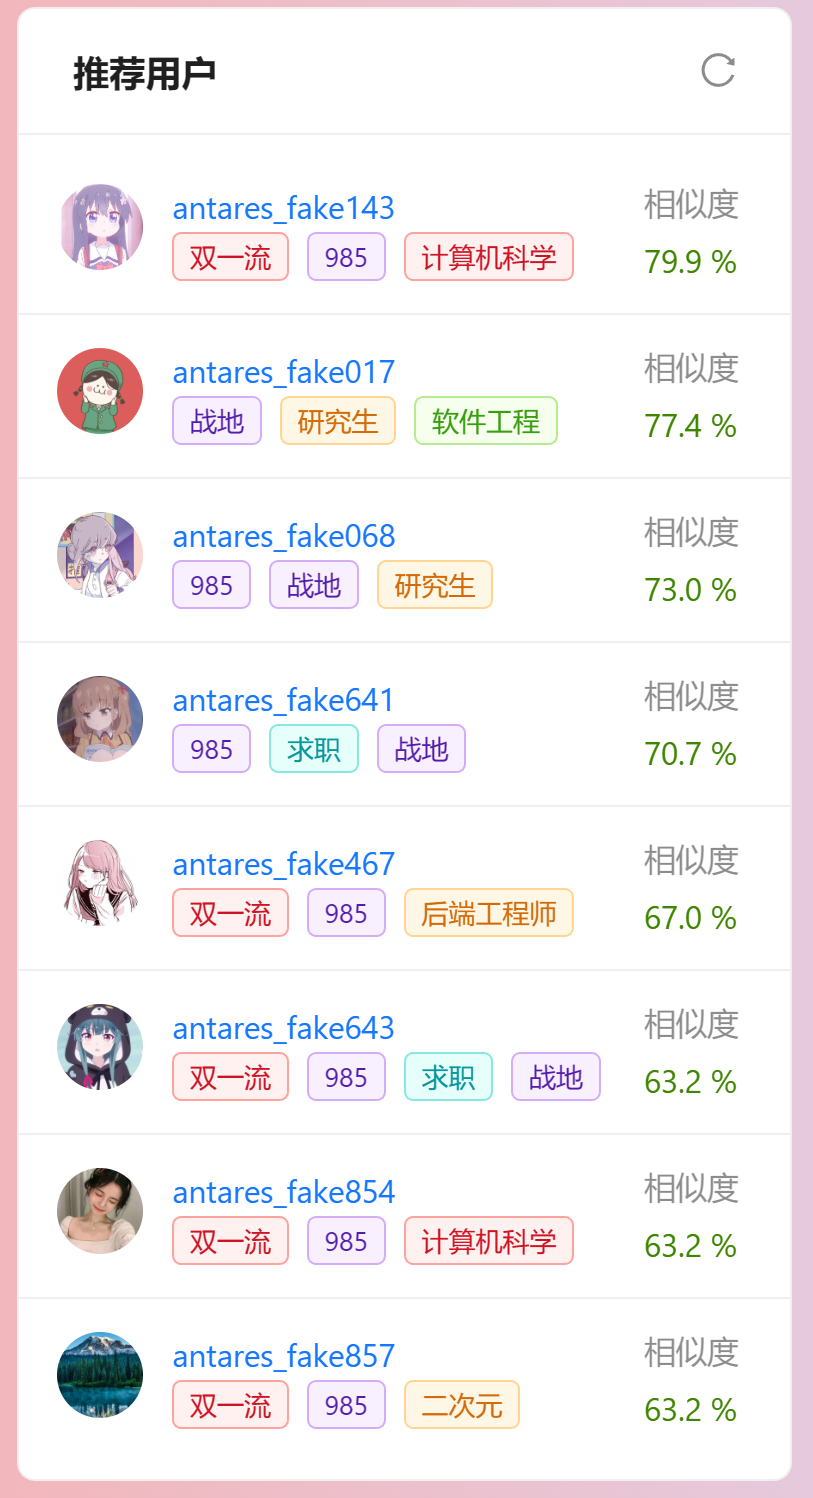 推荐用户
antares_fake143
相似度
双一流 985 计算机科学
79.9 %
antares_fake017
相似度
战地 研究生 软件工程
77.4 %
antares_fake068
相似度
985 战地 研究生
73.0 %
antares_fake641
相似度
985 求职 战地
70.7 %
antares_fake467
相似度
双一流 985 后端工程师
67.0 %
antares_fake643
相似度
双一流 985 求职 战地
63.2 %
antares_fake854
相似度
双一流 985 计算机科学
63.2 %
antares_fake857
相似度
双一流 985 二次元
63.2 %